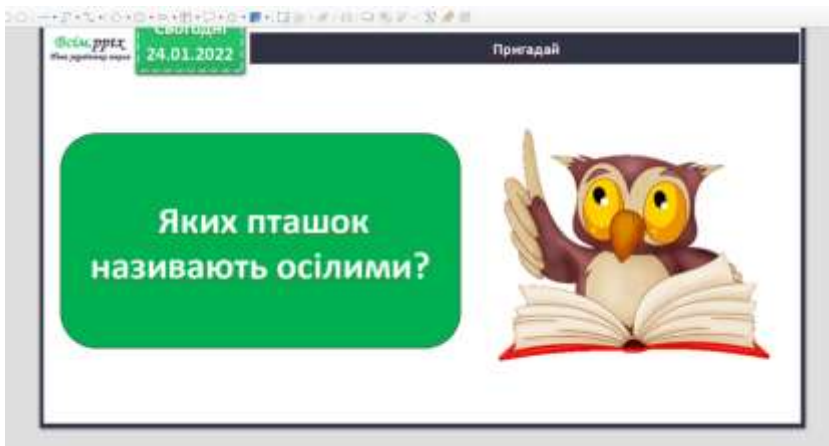 Всім.pptx
Сьогодні
24.01.2022
Пригадай
Яких пташок
називають осілими?